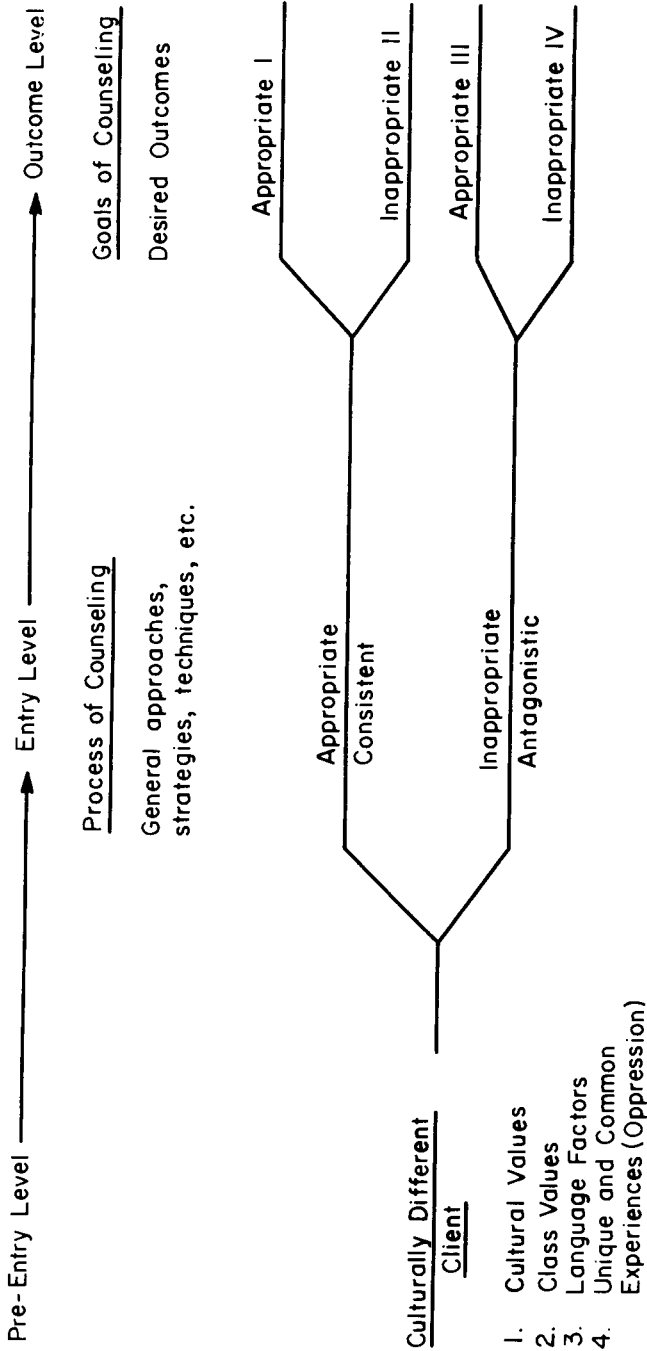 Pre-Entry Level
Entry Level
Outcome Level
Process of Counseling
Goals of Counseling
General approaches,
strategies, techniques, etc.
Desired Outcomes
Culturally Different
Client
1. Cultural Values
2. Class Values
3. Language Factors
4. Unique and Common
Experiences (Oppression)
Appropriate
Consistent
Inappropriate
Antagonistic
Appropriate I
Inappropriate II
Appropriate III
Inappropriate IV